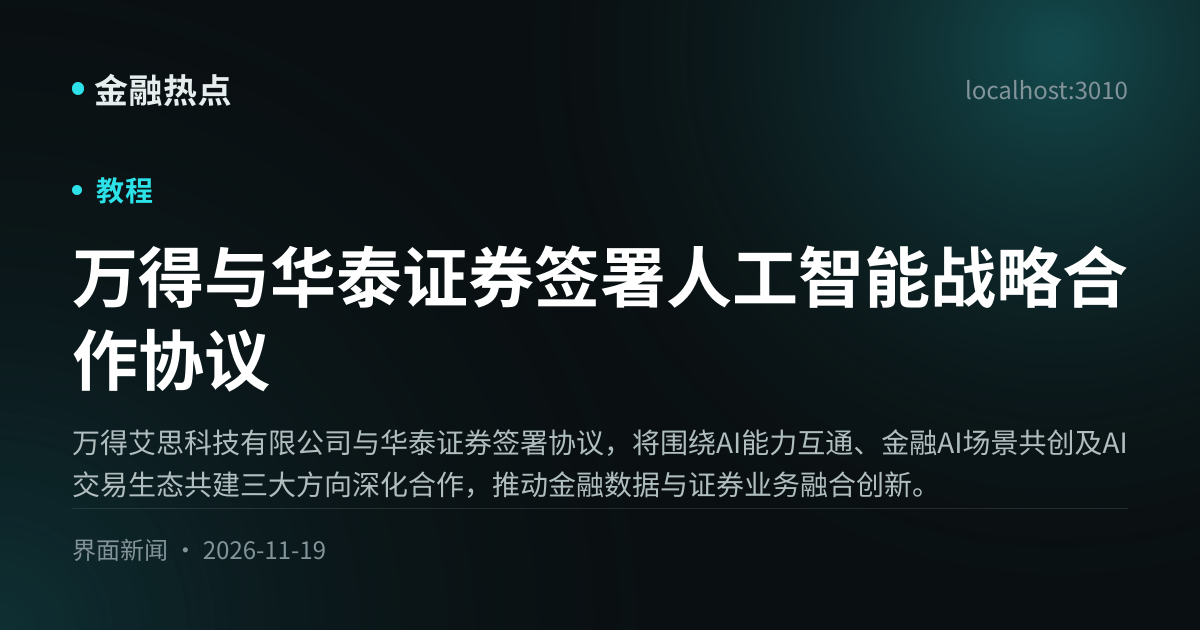 金融热点
localhost:3010
教程
万得与华泰证券签署人工智能战略合
作协议
万得艾思科技有限公司与华泰证券签署协议，将围绕AI能力互通、金融AI场景共创及AI
交易生态共建三大方向深化合作，推动金融数据与证券业务融合创新。
界面新闻 • 2026-11-19